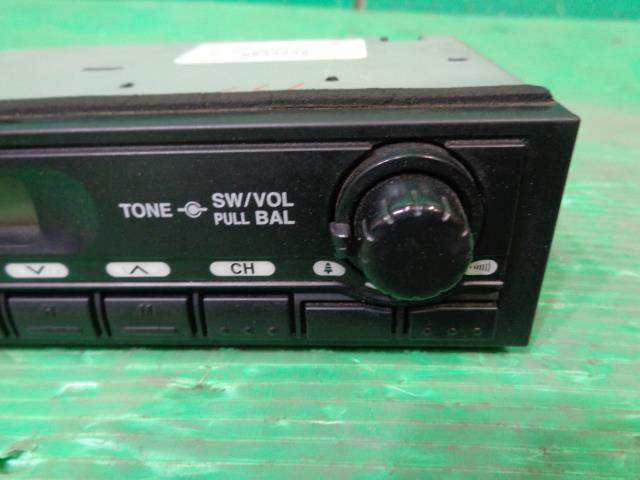 TONE SW/VOL
PULL BAL
CH